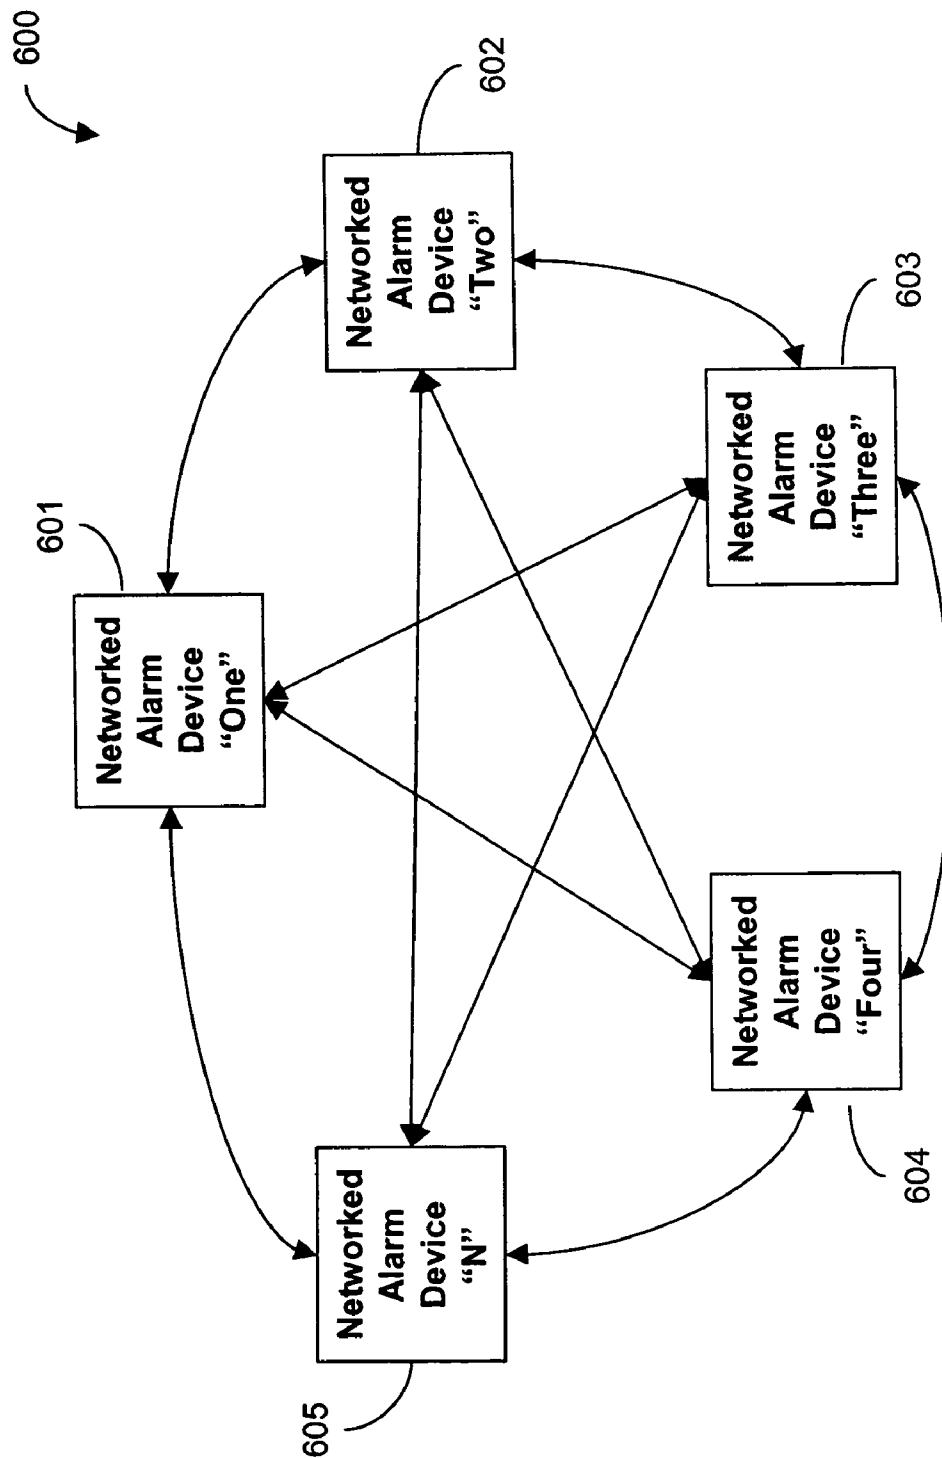 600
Networked
Alarm
Device
“One”
601
Networked
Alarm
Device
“Two”
602
Networked
Alarm
Device
“Three”
603
Networked
Alarm
Device
“Four”
604
Networked
Alarm
Device
“N”
605